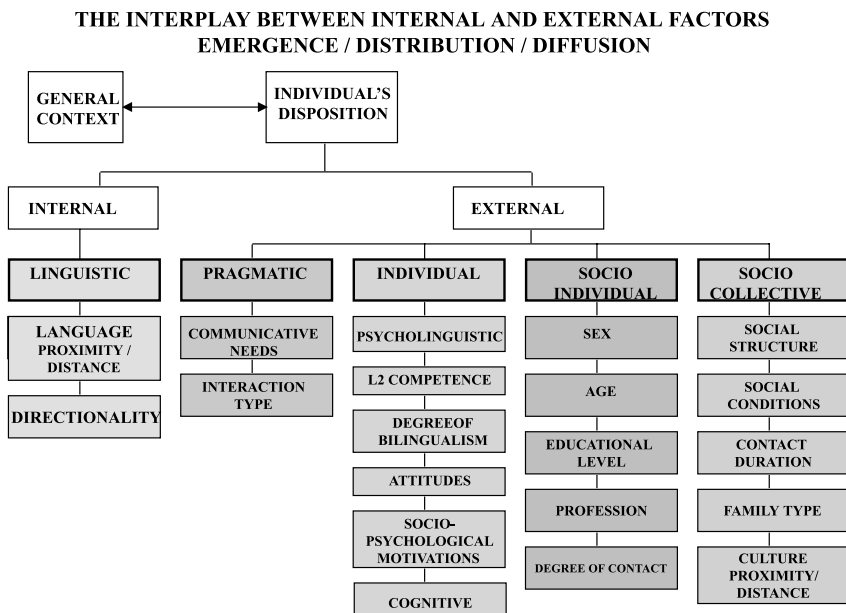 THE INTERPLAY BETWEEN INTERNAL AND EXTERNAL FACTORS
EMERGENCE / DISTRIBUTION / DIFFUSION
GENERAL
CONTEXT
INDIVIDUAL'S
DISPOSITION
INTERNAL
EXTERNAL
LINGUISTIC
LANGUAGE
PROXIMITY /
DISTANCE
DIRECTIONALITY
PRAGMATIC
COMMUNICATIVE
NEEDS
INTERACTION
TYPE
INDIVIDUAL
PSYCHOLINGUISTIC
L2 COMPETENCE
DEGREEOF
BILINGUALISM
ATTITUDES
SOCIO-
PSYCHOLOGICAL
MOTIVATIONS
COGNITIVE
SOCIO
INDIVIDUAL
SEX
AGE
EDUCATIONAL
LEVEL
PROFESSION
DEGREE OF CONTACT
SOCIO
COLLECTIVE
SOCIAL
STRUCTURE
SOCIAL
CONDITIONS
CONTACT
DURATION
FAMILY TYPE
CULTURE
PROXIMITY/
DISTANCE